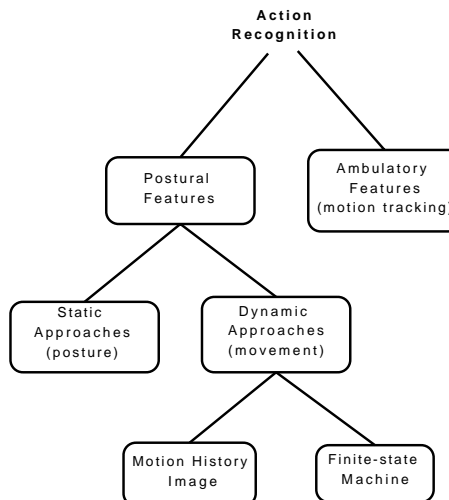 Action
Recognition
Postural
Features
Ambulatory
Features
(motion tracking)
Static
Approaches
(posture)
Dynamic
Approaches
(movement)
Motion History
Image
Finite-state
Machine